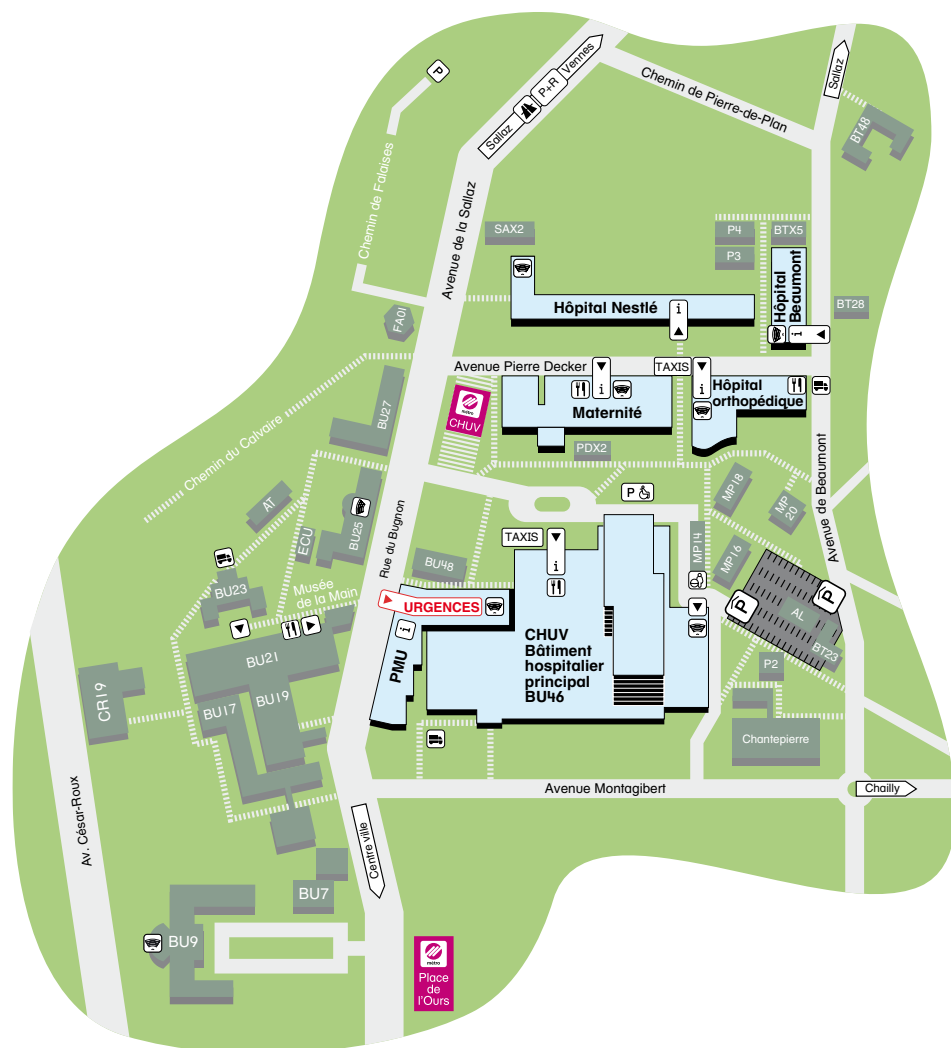 P
Chemin de Falaises
Sallaz
P+R
Vennes
Chemin de Pierre-de-Plan
Sallaz
BT48
Avenue de la Sallaz
SAX2
P4
BTX5
P3
Hôpital
Beaumont
i
BT28
Hôpital Nestlé
i
FA01
Avenue Pierre Decker
TAXIS
i
i
Hôpital
orthopédique
Maternité
métro
CHUV
PDX2
BU27
Chemin du Calvaire
AT
ECU
BU25
Rue du Bugnon
P
MP18
MP
20
Avenue de Beaumont
TAXIS
i
MP14
MP16
BU48
BU23
Musée
de la Main
URGENCES
i
PMU
P
P
AL
BT23
CHUV
Bâtiment
hospitalier
principal
BU46
BU21
BU17
BU19
CR19
P2
Chantepierre
Avenue Montagibert
Chailly
Av. César-Roux
Centre ville
BU7
BU9
métro
Place
de
l'Ours